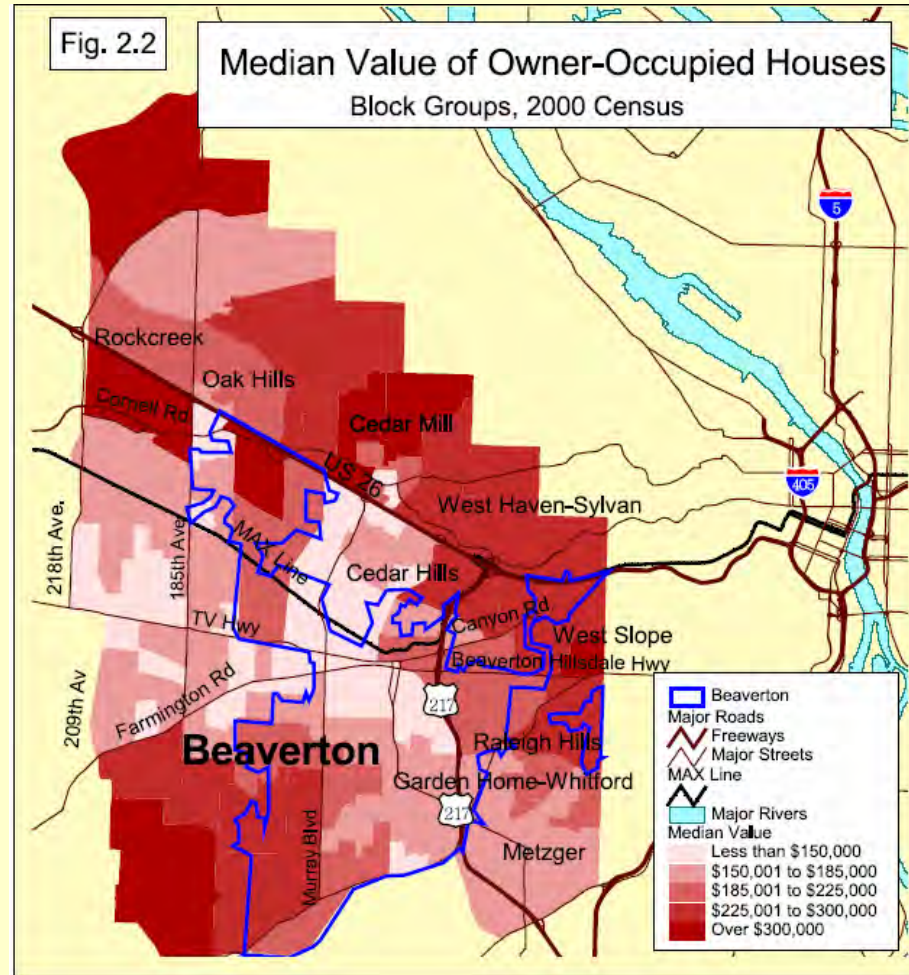 Fig. 2.2
Median Value of Owner-Occupied Houses
Block Groups, 2000 Census
5
Rockcreek
Oak Hills
Cornell Rd
Cedar Mill
US 26
405
West Haven-Sylvan
218th Ave.
185th Ave
MAX Line
Cedar Hills
Canyon Rd
TV Hwy
West Slope
Beaverton Hillsdale Hwy
209th Av
Farmington Rd
217
Beaverton
Raleigh Hills
Garden Home-Whitford
217
Murray Blvd
Metzger
Beaverton
Major Roads
Freeways
Major Streets
MAX Line
Major Rivers
Median Value
Less than $150,000
$150,001 to $185,000
$185,001 to $225,000
$225,001 to $300,000
Over $300,000